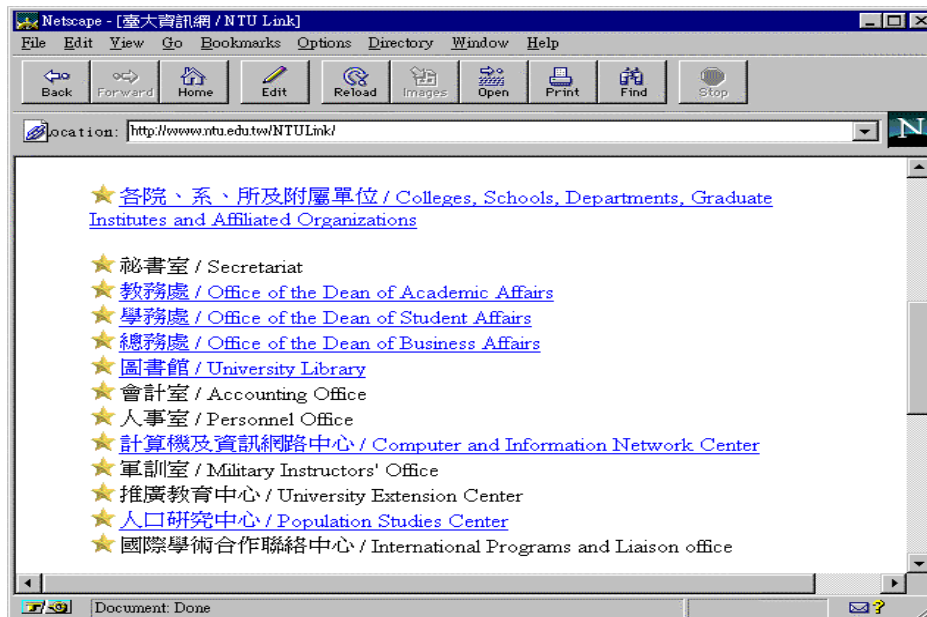 Netscape - [臺大資訊網 / NTU Link]
File Edit View Go Bookmarks Options Directory Window Help
Back Forward Home Edit Reload Images Open Print Find Stop
Location: http://www.ntu.edu.tw/NTULink/
N
各院、系、所及附屬單位 / Colleges, Schools, Departments, Graduate
Institutes and Affiliated Organizations
祕書室 / Secretariat
教務處 / Office of the Dean of Academic Affairs
學務處 / Office of the Dean of Student Affairs
總務處 / Office of the Dean of Business Affairs
圖書館 / University Library
會計室 / Accounting Office
人事室 / Personnel Office
計算機及資訊網路中心 / Computer and Information Network Center
軍訓室 / Military Instructors' Office
推廣教育中心 / University Extension Center
人口研究中心 / Population Studies Center
國際學術合作聯絡中心 / International Programs and Liaison office
Document: Done